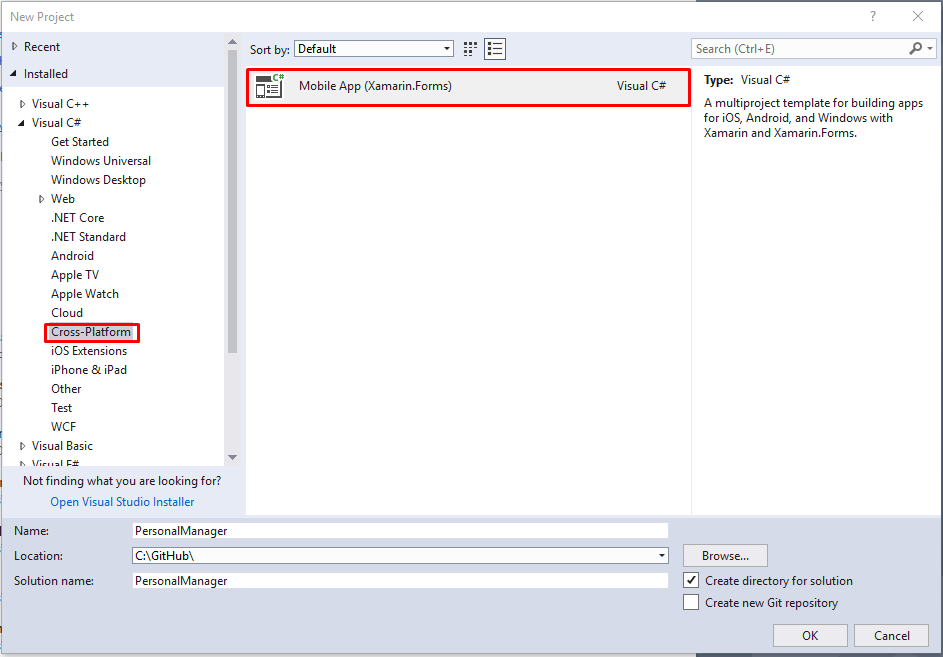 New Project
?
Recent
Installed
Visual C++
Visual C#
Get Started
Windows Universal
Windows Desktop
Web
.NET Core
.NET Standard
Android
Apple TV
Apple Watch
Cloud
Cross-Platform
iOS Extensions
iPhone & iPad
Other
Test
WCF
Visual Basic
Visual F#
Not finding what you are looking for?
Open Visual Studio Installer
Sort by: Default
C# Mobile App (Xamarin.Forms) Visual C#
Search (Ctrl+E)
Type: Visual C#
A multiproject template for building apps
for iOS, Android, and Windows with
Xamarin and Xamarin.Forms.
Name: PersonalManager
Location: C:\GitHub\
Browse...
Solution name: PersonalManager
Create directory for solution
Create new Git repository
OK Cancel